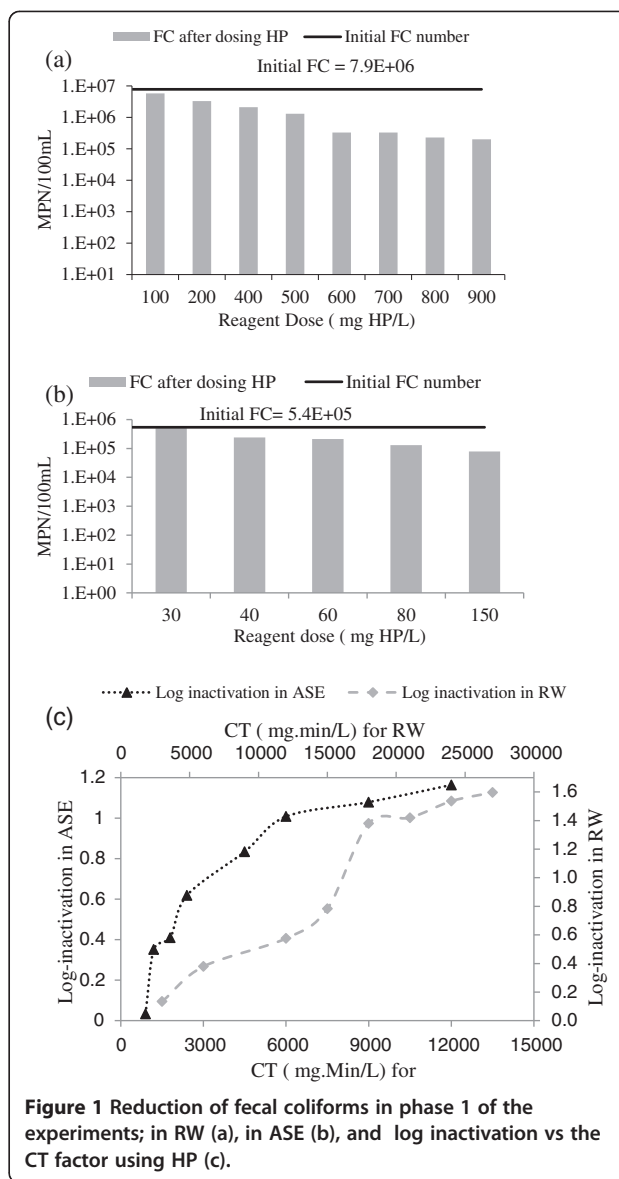 FC after dosing HP Initial FC number
(a)
Initial FC = 7.9E+06
MPN/100mL
1.E+07
1.E+06
1.E+05
1.E+04
1.E+03
1.E+02
1.E+01
100 200 400 500 600 700 800 900
Reagent Dose ( mg HP/L)
FC after dosing HP Initial FC number
(b)
Initial FC= 5.4E+05
MPN/100mL
1.E+06
1.E+05
1.E+04
1.E+03
1.E+02
1.E+01
1.E+00
30 40 60 80 150
Reagent dose ( mg HP/L)
Log inactivation in ASE Log inactivation in RW
(c)
CT ( mg.min/L) for RW
0 5000 10000 15000 20000 25000 30000
Log-inactivation in ASE
1.2
1
0.8
0.6
0.4
0.2
0
1.6
1.4
1.2
1.0
0.8
0.6
0.4
0.2
0.0
Log-inactivation in RW
0 3000 6000 9000 12000 15000
CT ( mg.Min/L) for
Figure 1 Reduction of fecal coliforms in phase 1 of the
experiments; in RW (a), in ASE (b), and log inactivation vs the
CT factor using HP (c).